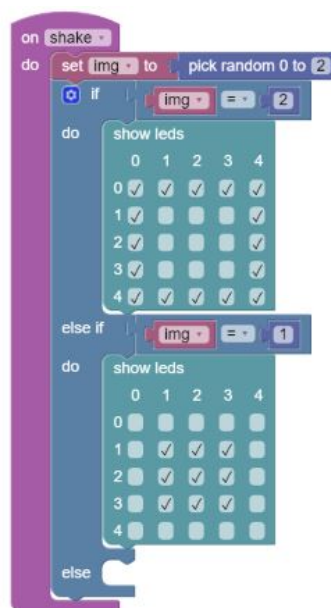 on shake
do set img to pick random 0 to 2
if img = 2
do show leds
0 1 2 3 4
0
1
2
3
4
else if img = 1
do show leds
0 1 2 3 4
0
1
2
3
4
else